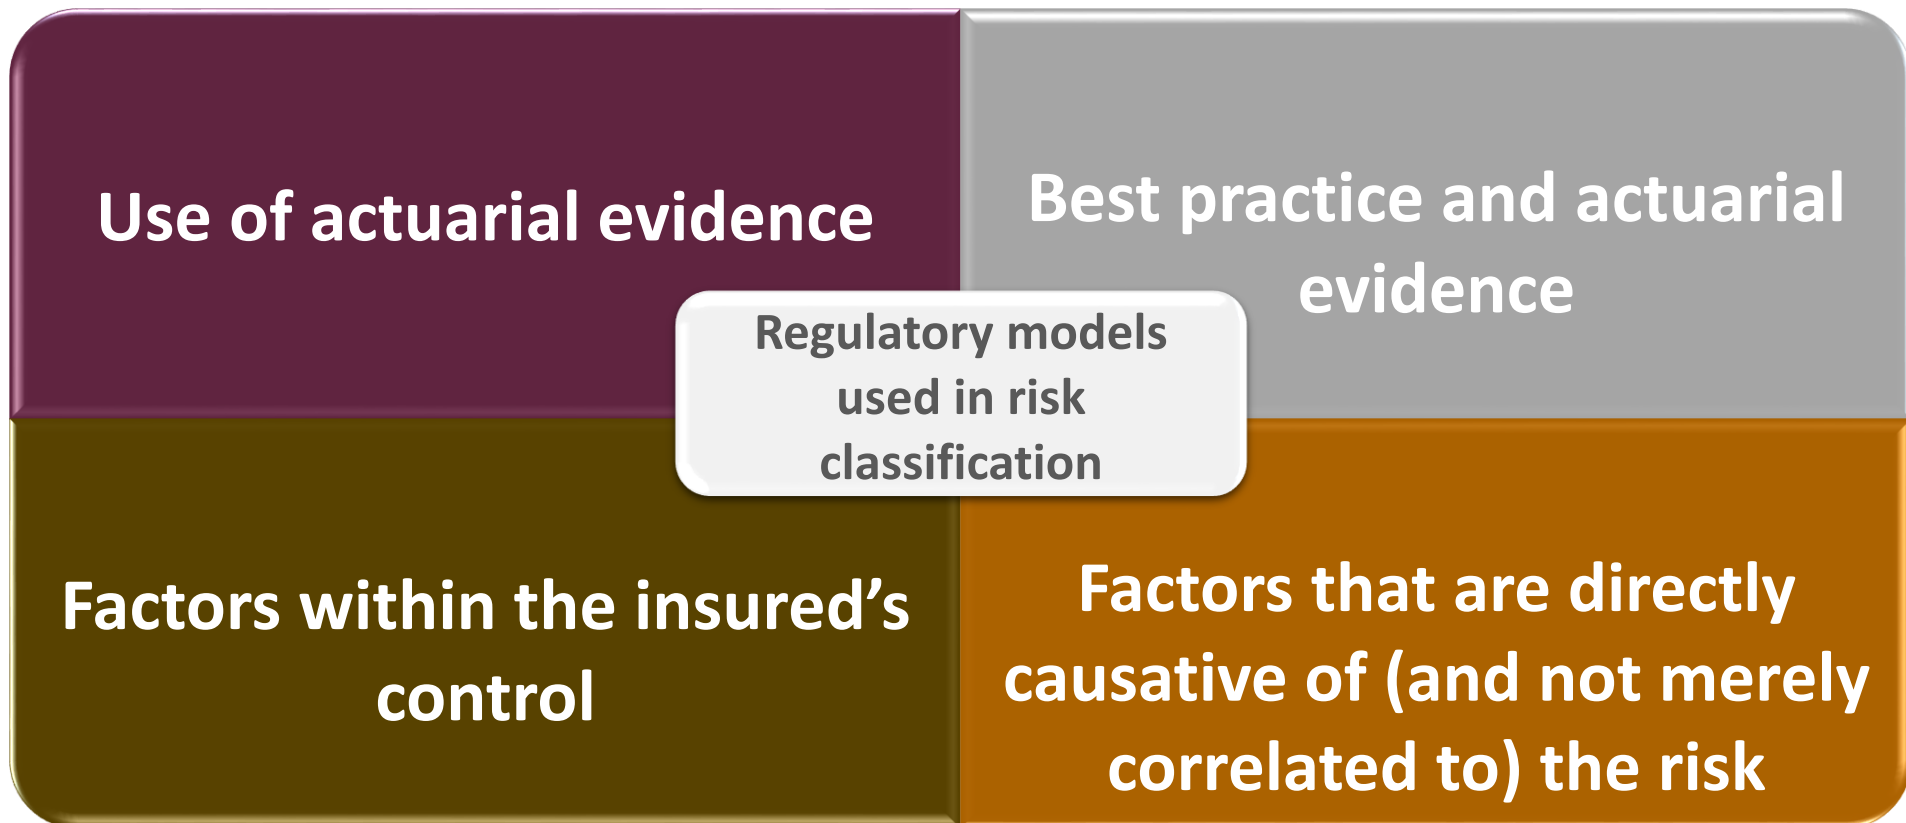 Use of actuarial evidence
Best practice and actuarial
evidence
Regulatory models
used in risk
classification
Factors within the insured’s
control
Factors that are directly
causative of (and not merely
correlated to) the risk